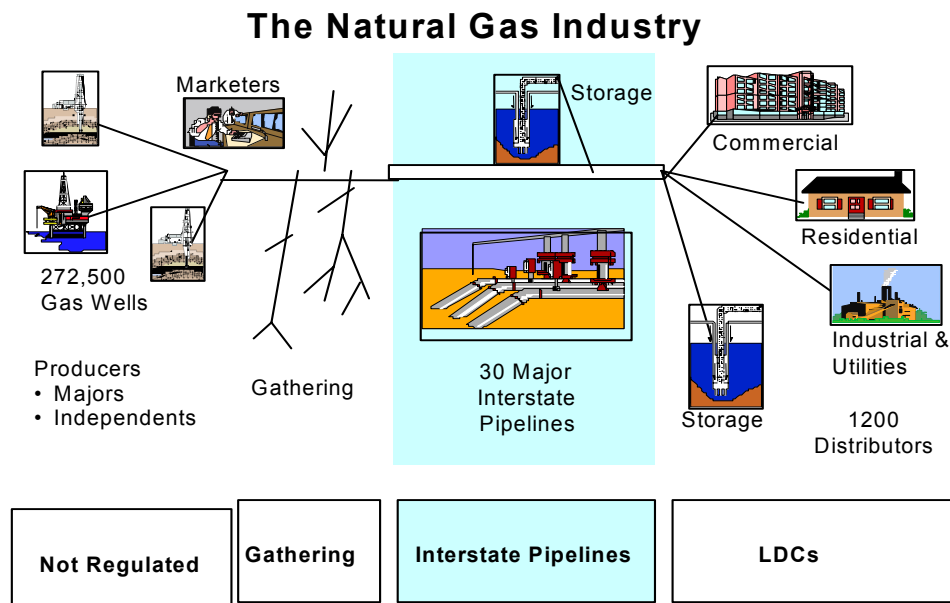 The Natural Gas Industry
Marketers
Storage
Commercial
Residential
272,500
Gas Wells
Industrial &
Utilities
Producers
• Majors
• Independents
Gathering
30 Major
Interstate
Pipelines
Storage
1200
Distributors
Not Regulated
Gathering
Interstate Pipelines
LDCs